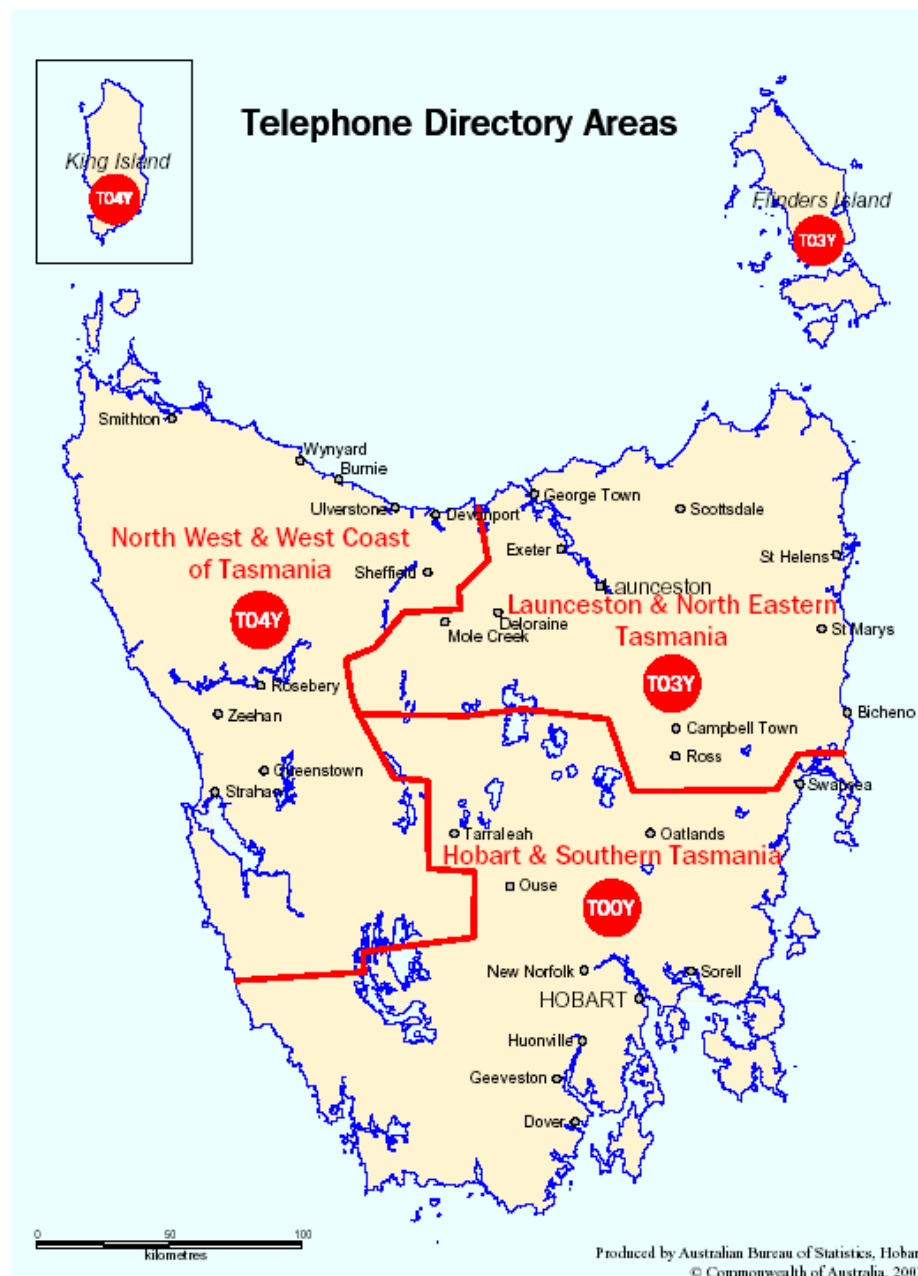 Telephone Directory Areas
King Island
T04Y
Flinders Island
T03Y
Smithton
Wynyard
Burnie
Ulverstone
Devonport
George Town
Scottsdale
North West & West Coast
of Tasmania
Exeter
St Helens
Sheffield
Launceston
T04Y
Launceston & North Eastern
Tasmania
Deloraine
Mole Creek
St Marys
T03Y
Rosebery
Zeehan
Bicheno
Campbell Town
Ross
Queenstown
Strahan
Swansea
Tarraleah
Oatlands
Hobart & Southern Tasmania
Ouse
T00Y
New Norfolk
Sorell
HOBART
Huonville
Geeveston
Dover
0 50 100
kilometres
Produced by Australian Bureau of Statistics, Hobar
© Commonwealth of Australia, 200